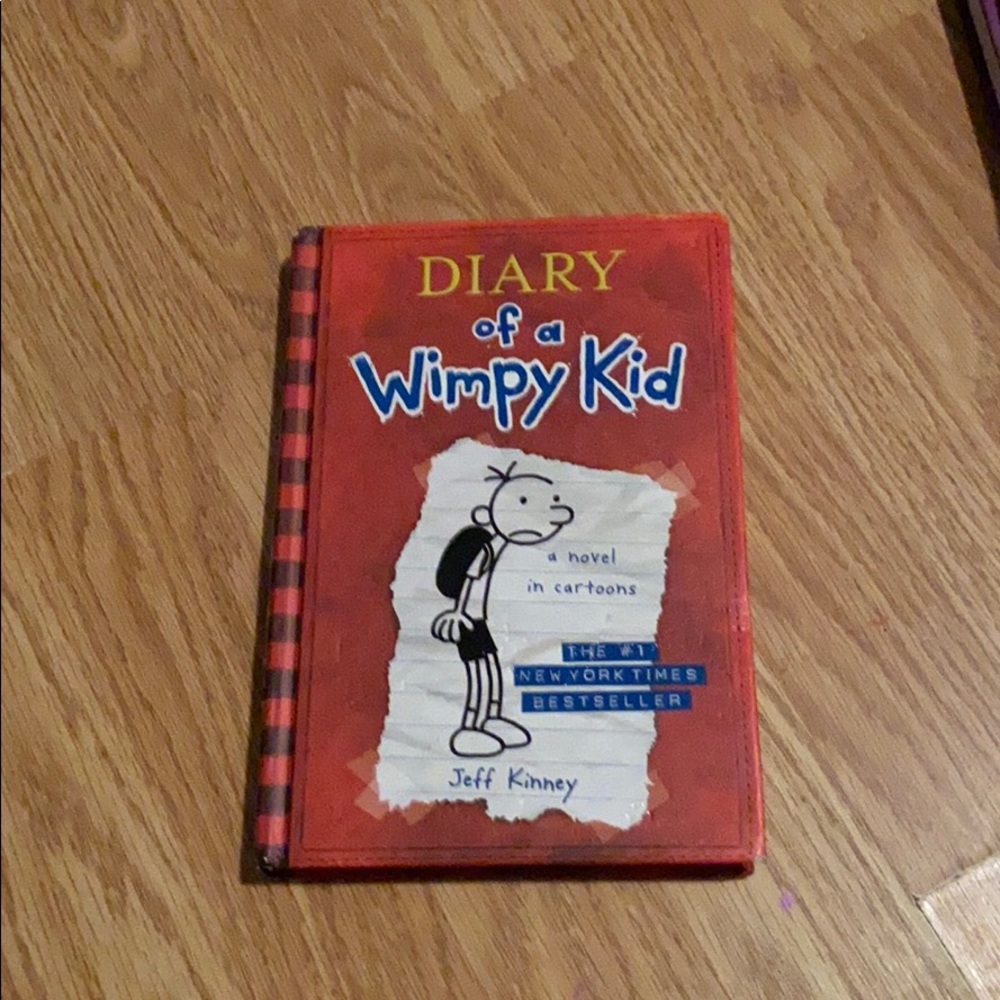 DIARY
of a
Wimpy Kid
a novel
in cartoons
THE #1
NEW YORK TIMES
BESTSELLER
Jeff Kinney